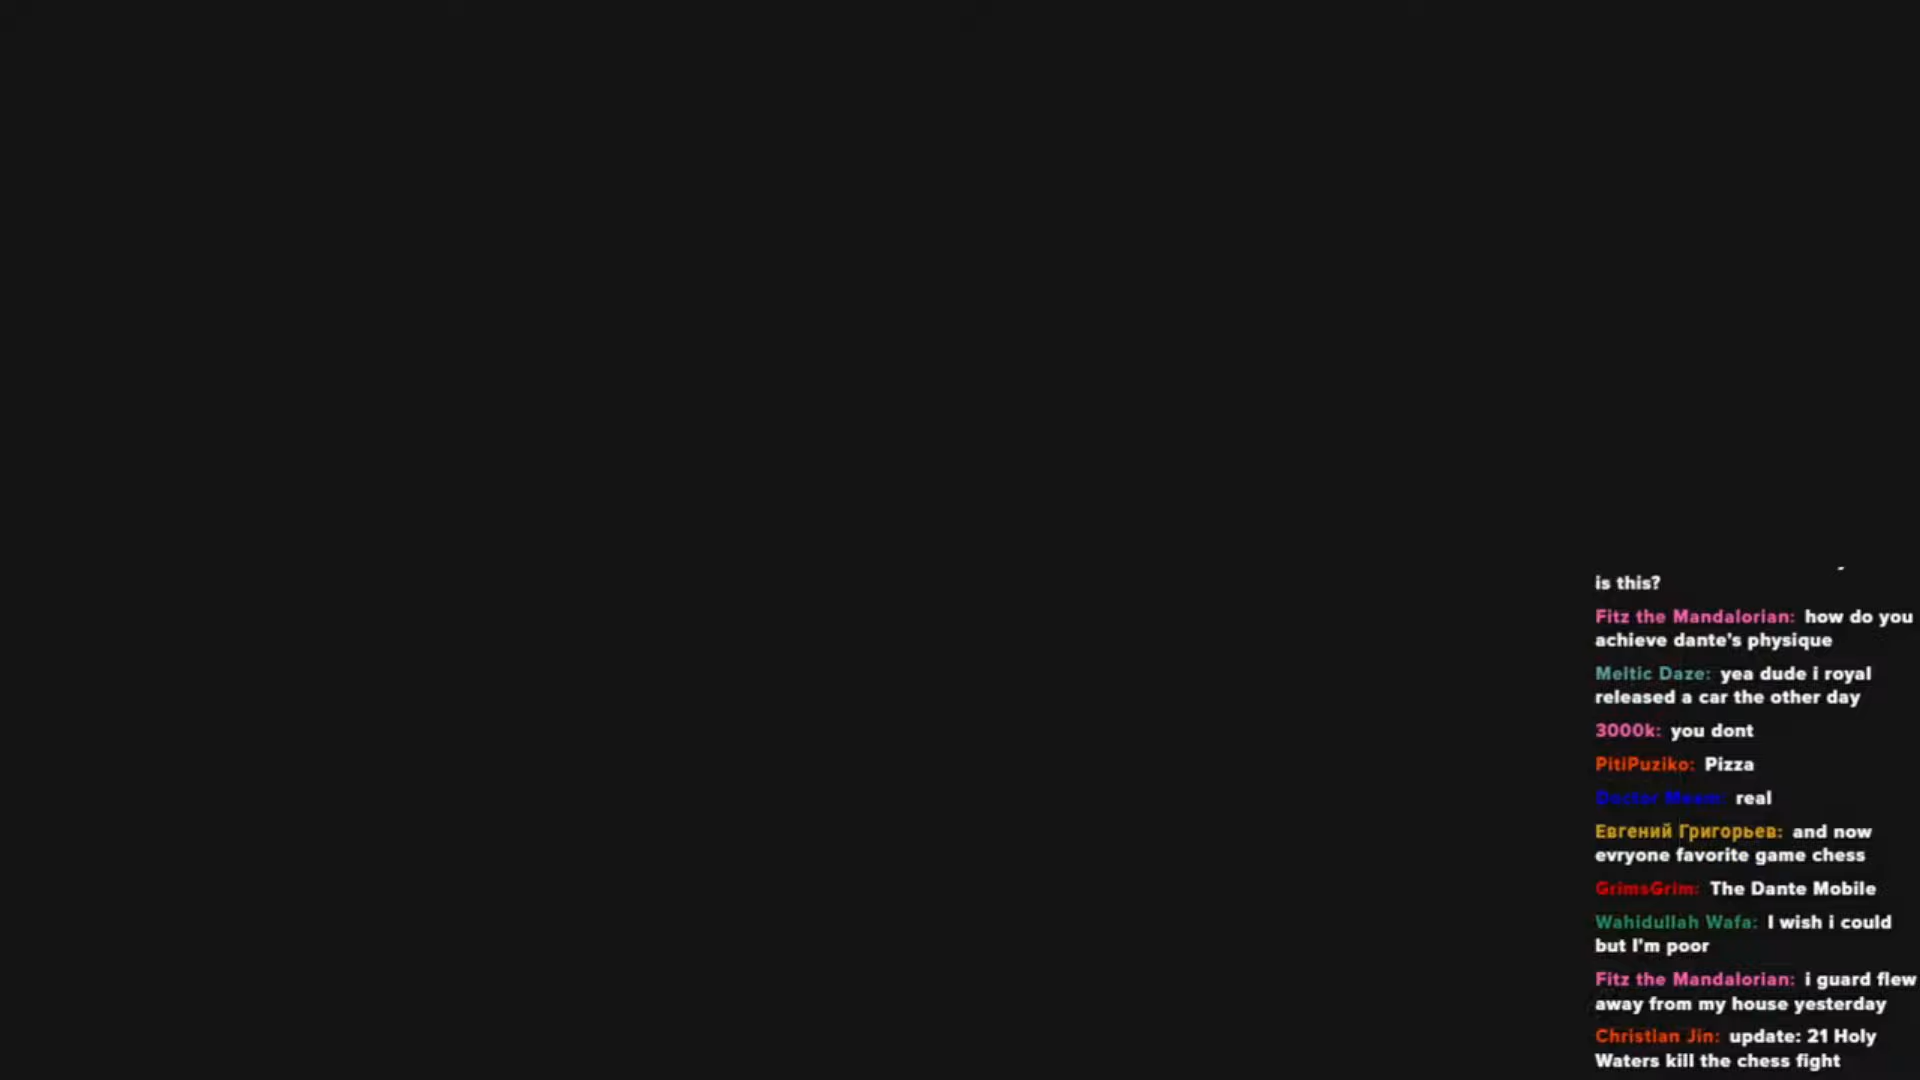 is this?
Fitz the Mandalorian: how do you
achieve dante's physique
Meltic Daze: yea dude i royal
released a car the other day
3000k: you dont
PitiPuziko: Pizza
Doctor Meem: real
Евгений Григорьев: and now
evryone favorite game chess
GrimsGrim: The Dante Mobile
Wahidullah Wafa: I wish i could
but I'm poor
Fitz the Mandalorian: i guard flew
away from my house yesterday
Christian Jin: update: 21 Holy
Waters kill the chess fight